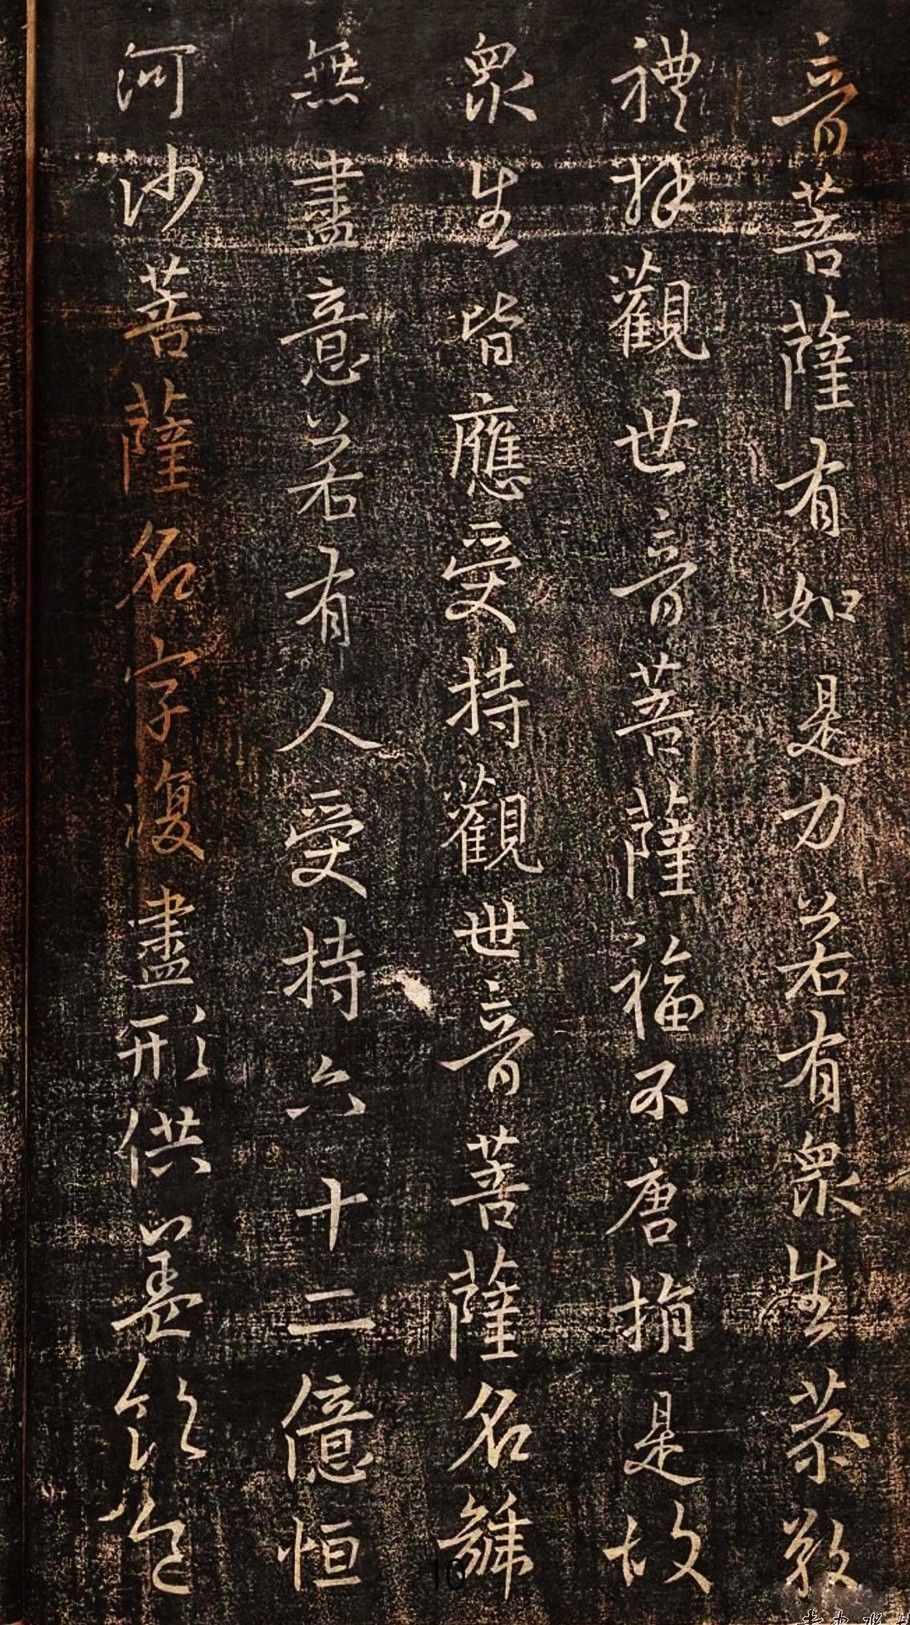 音菩薩有如是力若有衆生恭敬
禮拜觀世音菩薩福不唐捐是故
衆生皆應受持觀世音菩薩名號
無盡意若有人受持六十二億恒
河沙菩薩名字復盡形供養飲食
16